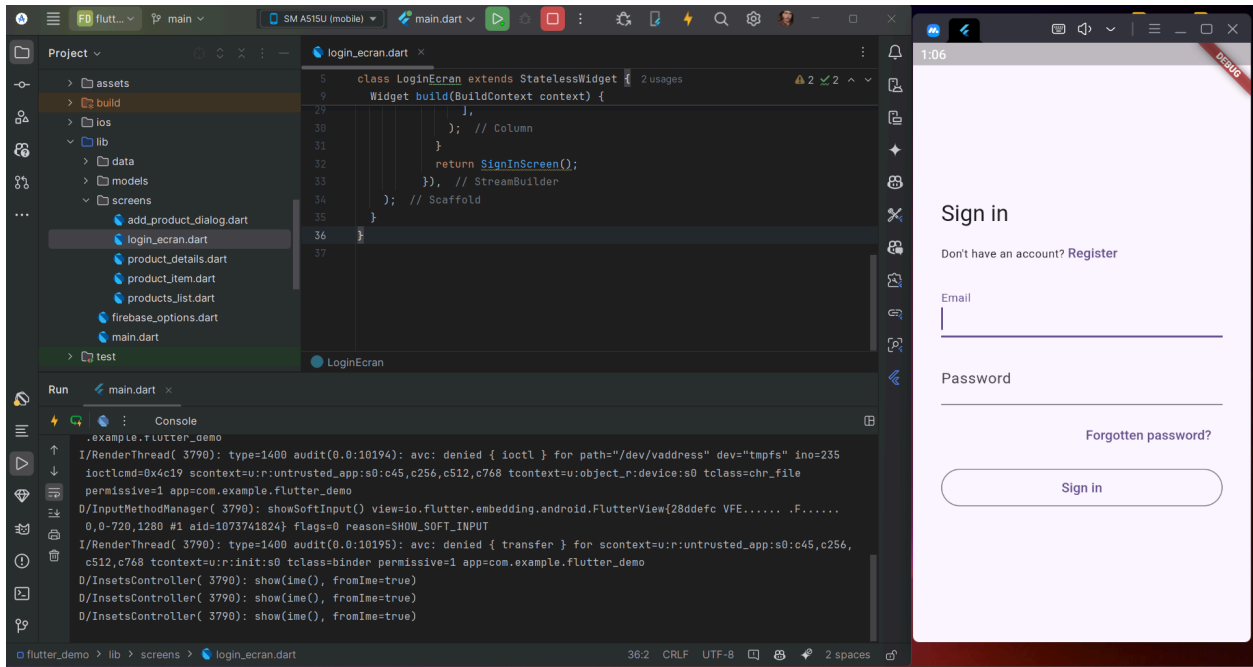 FD flutt...
main
SM A515U (mobile)
main.dart
Project
assets
build
ios
lib
data
models
screens
add_product_dialog.dart
login_ecran.dart
product_details.dart
product_item.dart
products_list.dart
firebase_options.dart
main.dart
test
login_ecran.dart
2 2
5 class LoginEcran extends StatelessWidget { 2 usages
9 Widget build(BuildContext context) {
29 ],
30 ); // Column
31 }
32 return SignInScreen();
33 }), // StreamBuilder
34 ); // Scaffold
35 }
36 }
37
LoginEcran
Run main.dart
Console
.example.flutter_demo
I/RenderThread( 3790): type=1400 audit(0.0:10194): avc: denied { ioctl } for path="/dev/vaddress" dev="tmpfs" ino=235
ioctlcmd=0x4c19 scontext=u:r:untrusted_app:s0:c45,c256,c512,c768 tcontext=u:object_r:device:s0 tclass=chr_file
permissive=1 app=com.example.flutter_demo
D/InputMethodManager( 3790): showSoftInput() view=io.flutter.embedding.android.FlutterView{28ddefc VFE...... .F......
0,0-720,1280 #1 aid=1073741824} flags=0 reason=SHOW_SOFT_INPUT
I/RenderThread( 3790): type=1400 audit(0.0:10195): avc: denied { transfer } for scontext=u:r:untrusted_app:s0:c45,c256,
c512,c768 tcontext=u:r:init:s0 tclass=binder permissive=1 app=com.example.flutter_demo
D/InsetsController( 3790): show(ime(), fromIme=true)
D/InsetsController( 3790): show(ime(), fromIme=true)
D/InsetsController( 3790): show(ime(), fromIme=true)
flutter_demo > lib > screens > login_ecran.dart
36:2 CRLF UTF-8 2 spaces
1:06
DEBUG
Sign in
Don't have an account? Register
Email
Password
Forgotten password?
Sign in